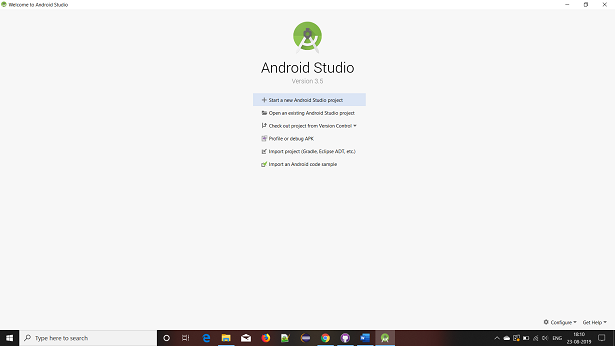 Welcome to Android Studio
Android Studio
Version 3.5
Start a new Android Studio project
Open an existing Android Studio project
Check out project from Version Control
Profile or debug APK
Import project (Gradle, Eclipse ADT, etc.)
Import an Android code sample
Configure
Get Help
Type here to search
ENG
18:10
23-08-2019